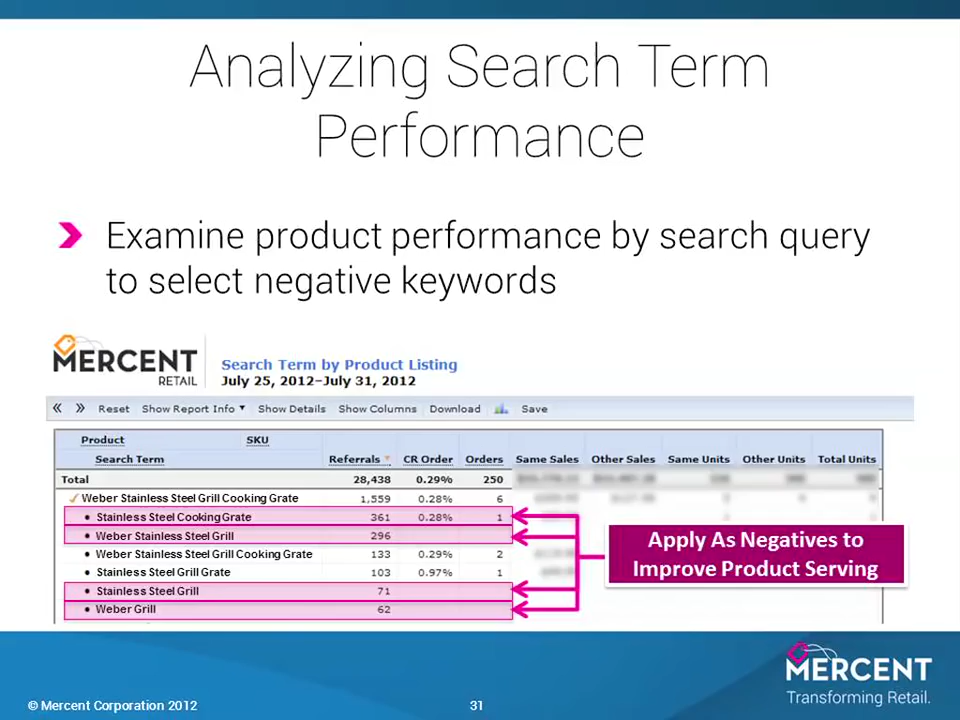 Analyzing Search Term
Performance
Examine product performance by search query
to select negative keywords
MERCENT
RETAIL
Search Term by Product Listing
July 25, 2012–July 31, 2012
« » Reset Show Report Info Show Details Show Columns Download Save
Product SKU
Search Term Referrals CR Order Orders Same Sales Other Sales Same Units Other Units Total Units
Total 28,438 0.29% 250
Weber Stainless Steel Grill Cooking Grate 1,559 0.28% 6
• Stainless Steel Cooking Grate 361 0.28% 1
• Weber Stainless Steel Grill 296
• Weber Stainless Steel Grill Cooking Grate 133 0.29% 2
• Stainless Steel Grill Grate 103 0.97% 1
• Stainless Steel Grill 71
• Weber Grill 62
Apply As Negatives to
Improve Product Serving
MERCENT
Transforming Retail.
© Mercent Corporation 2012 31